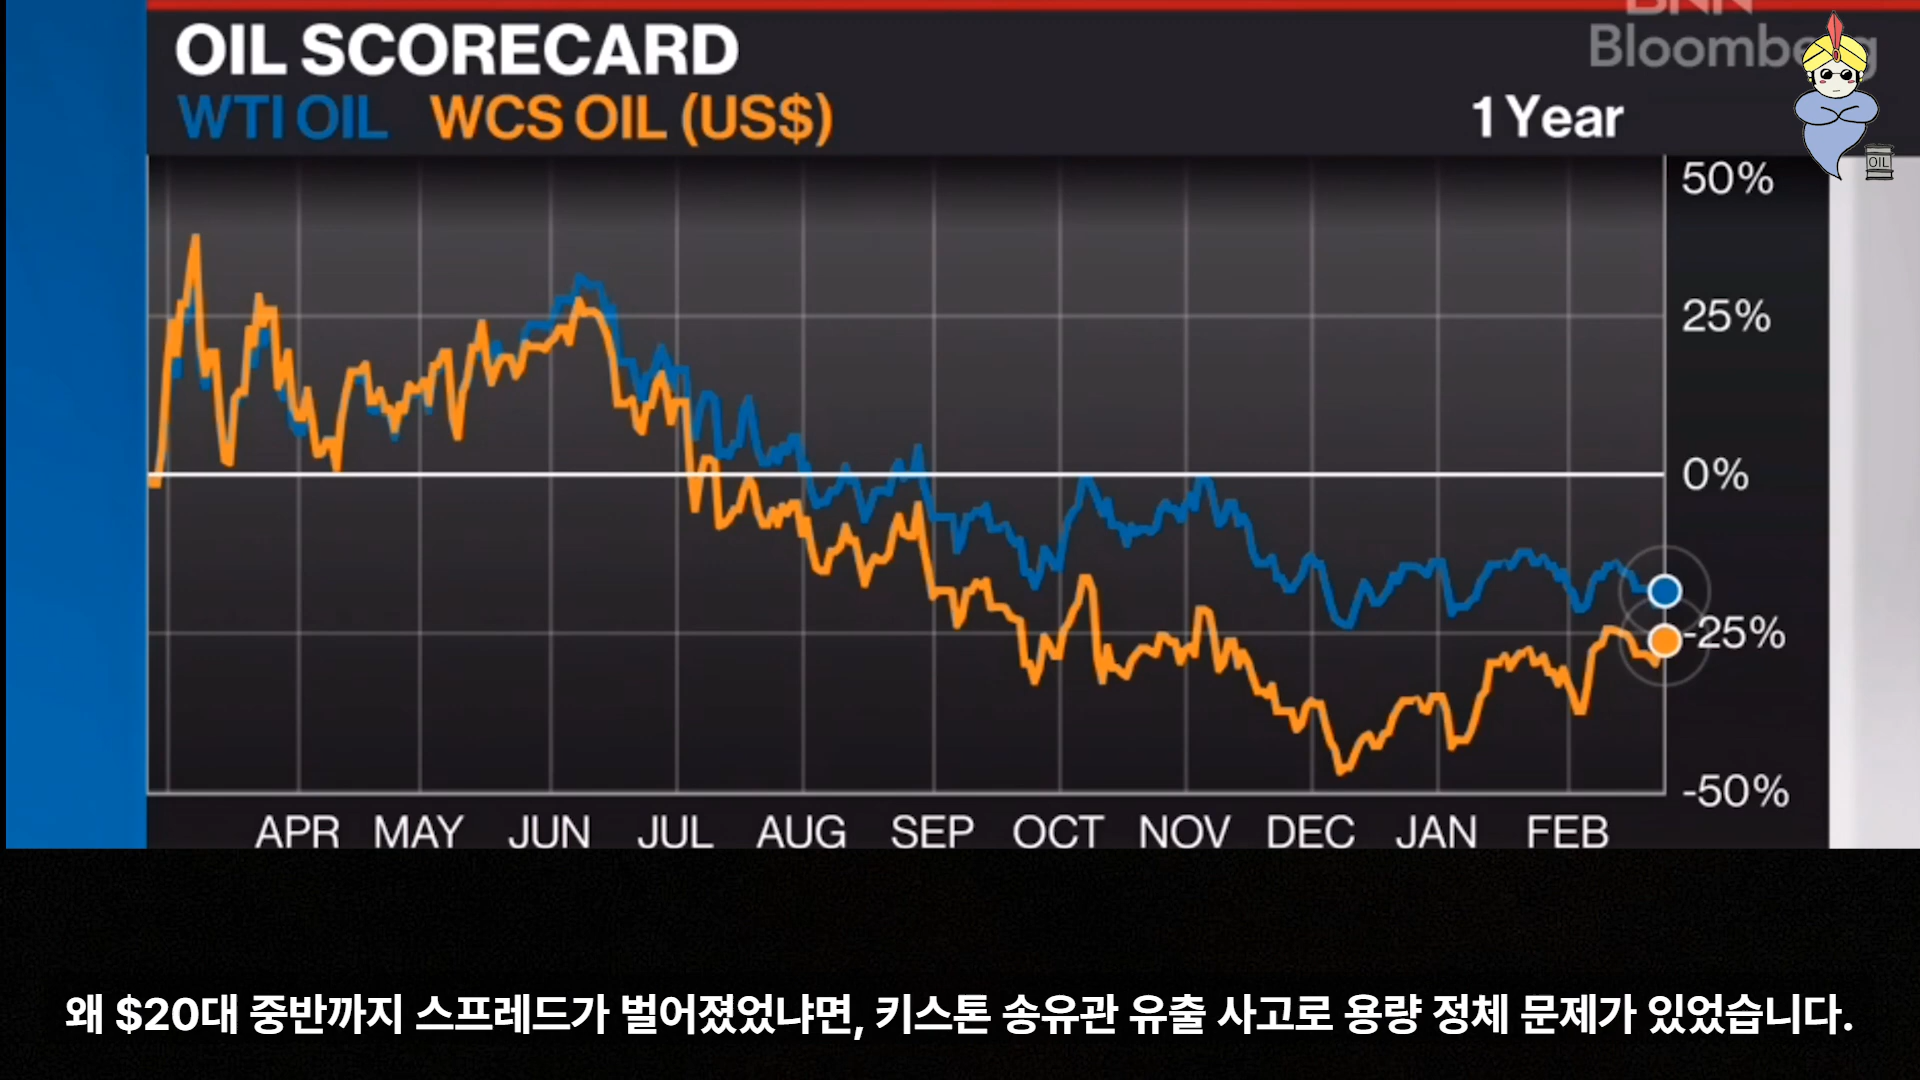 BNN
Bloomberg
OIL SCORECARD
WTI OIL WCS OIL (US$)
1 Year
OIL
50%
25%
0%
-25%
-50%
APR MAY JUN JUL AUG SEP OCT NOV DEC JAN FEB
왜 $20대 중반까지 스프레드가 벌어졌었냐면, 키스톤 송유관 유출 사고로 용량 정체 문제가 있었습니다.